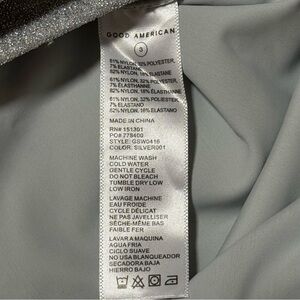 GOOD AMERICAN
3
61% NYLON, 32% POLYESTER,
7% ELASTANE
82% NYLON, 18% ELASTANE
61% NYLON, 32% POLYESTER,
7% ELASTHANNE
82% NYLON, 18% ELASTHANNE
61% NYLON, 32% POLIESTER,
7% ELASTANO
82% NYLON, 18% ELASTANO
MADE IN CHINA
RN# 151301
PO# 778400
STYLE: GSW0416
COLOR: SILVER001
MACHINE WASH
COLD WATER
GENTLE CYCLE
DO NOT BLEACH
TUMBLE DRY LOW
LOW IRON
LAVAGE MACHINE
EAU FROIDE
CYCLE DÉLICAT
NE PAS JAVELLISER
SÈCHE-MÊME BAS
FAIBLE FER
LAVAR A MAQUINA
AGUA FRIA
CICLO SUAVE
NO USA BLANQUEADOR
SECADORA BAJA
HIERRO BAJO